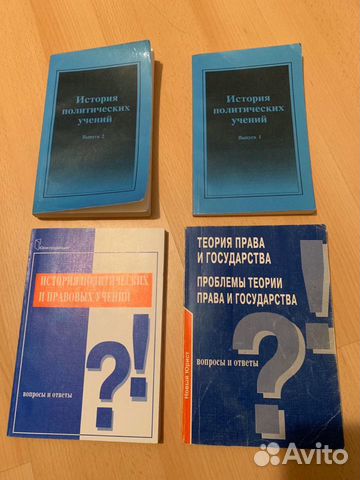 История
политических
учений
Выпуск 2
История
политических
учений
Выпуск 1
Юриспруденция
ИСТОРИЯ ПОЛИТИЧЕСКИХ
И ПРАВОВЫХ УЧЕНИЙ
?!
вопросы и ответы
ТЕОРИЯ ПРАВА
И ГОСУДАРСТВА
ПРОБЛЕМЫ ТЕОРИИ
ПРАВА И ГОСУДАРСТВА
?!
вопросы и ответы
Новый Юрист
Avito